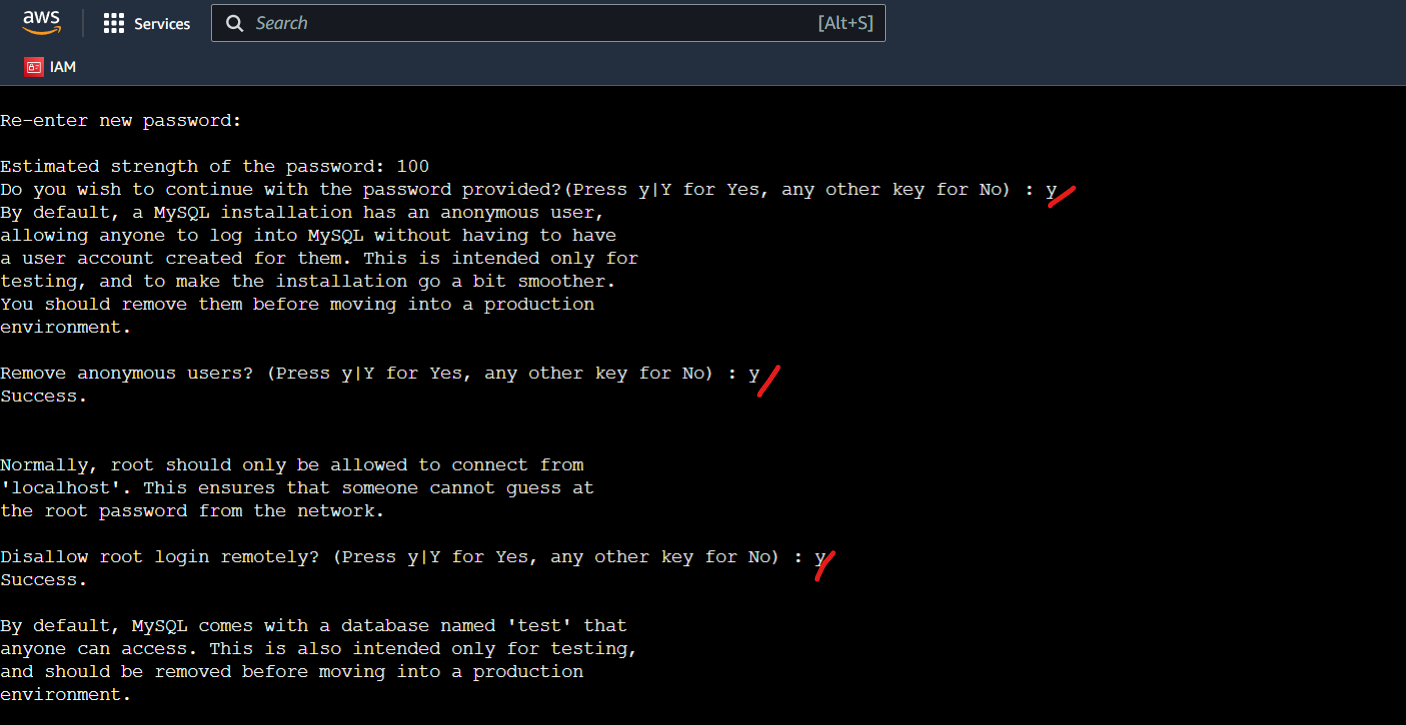 aws
Services
Search
[Alt+S]
IAM
Re-enter new password:
Estimated strength of the password: 100
Do you wish to continue with the password provided?(Press y|Y for Yes, any other key for No) : y
By default, a MySQL installation has an anonymous user,
allowing anyone to log into MySQL without having to have
a user account created for them. This is intended only for
testing, and to make the installation go a bit smoother.
You should remove them before moving into a production
environment.
Remove anonymous users? (Press y|Y for Yes, any other key for No) : y
Success.
Normally, root should only be allowed to connect from
'localhost'. This ensures that someone cannot guess at
the root password from the network.
Disallow root login remotely? (Press y|Y for Yes, any other key for No) : y
Success.
By default, MySQL comes with a database named 'test' that
anyone can access. This is also intended only for testing,
and should be removed before moving into a production
environment.